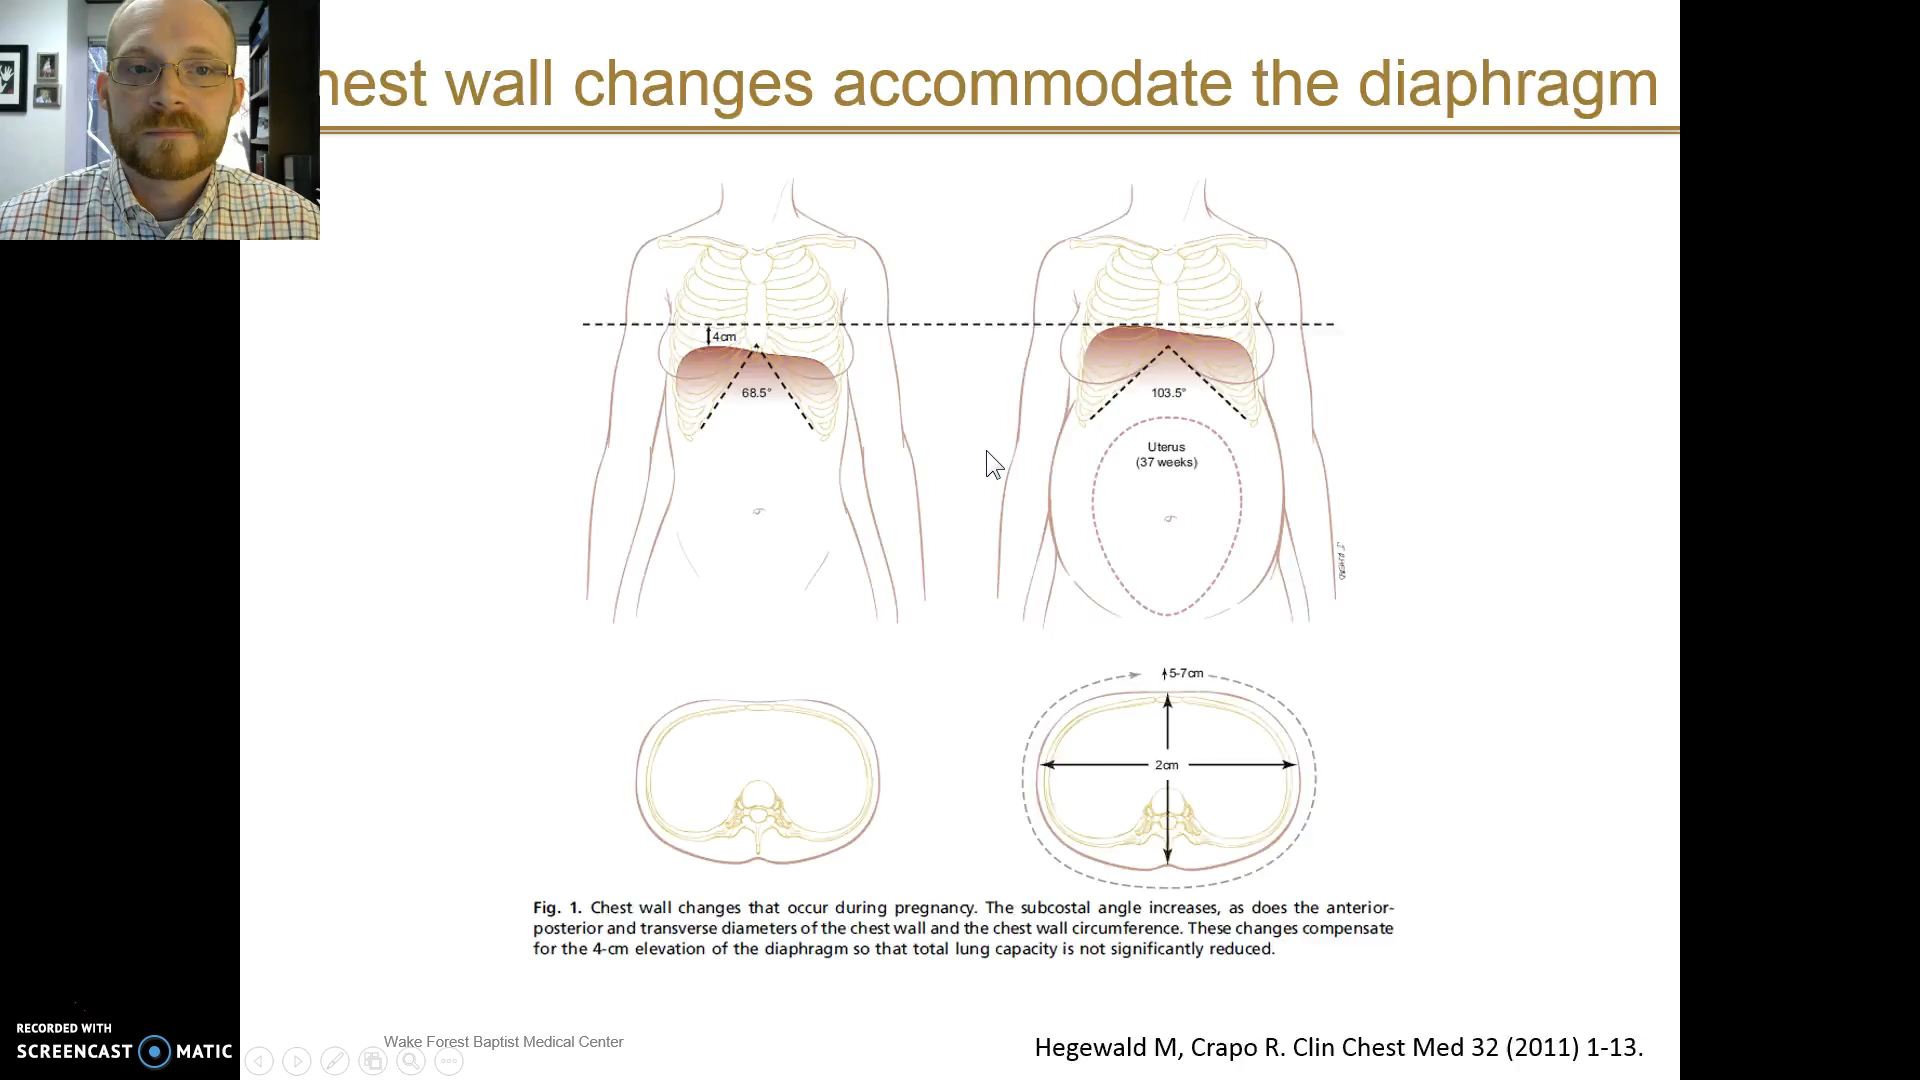 hest wall changes accommodate the diaphragm
4cm
68.5°
103.5°
Uterus
(37 weeks)
5-7cm
2cm
Fig. 1. Chest wall changes that occur during pregnancy. The subcostal angle increases, as does the anterior-
posterior and transverse diameters of the chest wall and the chest wall circumference. These changes compensate
for the 4-cm elevation of the diaphragm so that total lung capacity is not significantly reduced.
RECORDED WITH
SCREENCAST MATIC
Wake Forest Baptist Medical Center
Hegewald M, Crapo R. Clin Chest Med 32 (2011) 1-13.